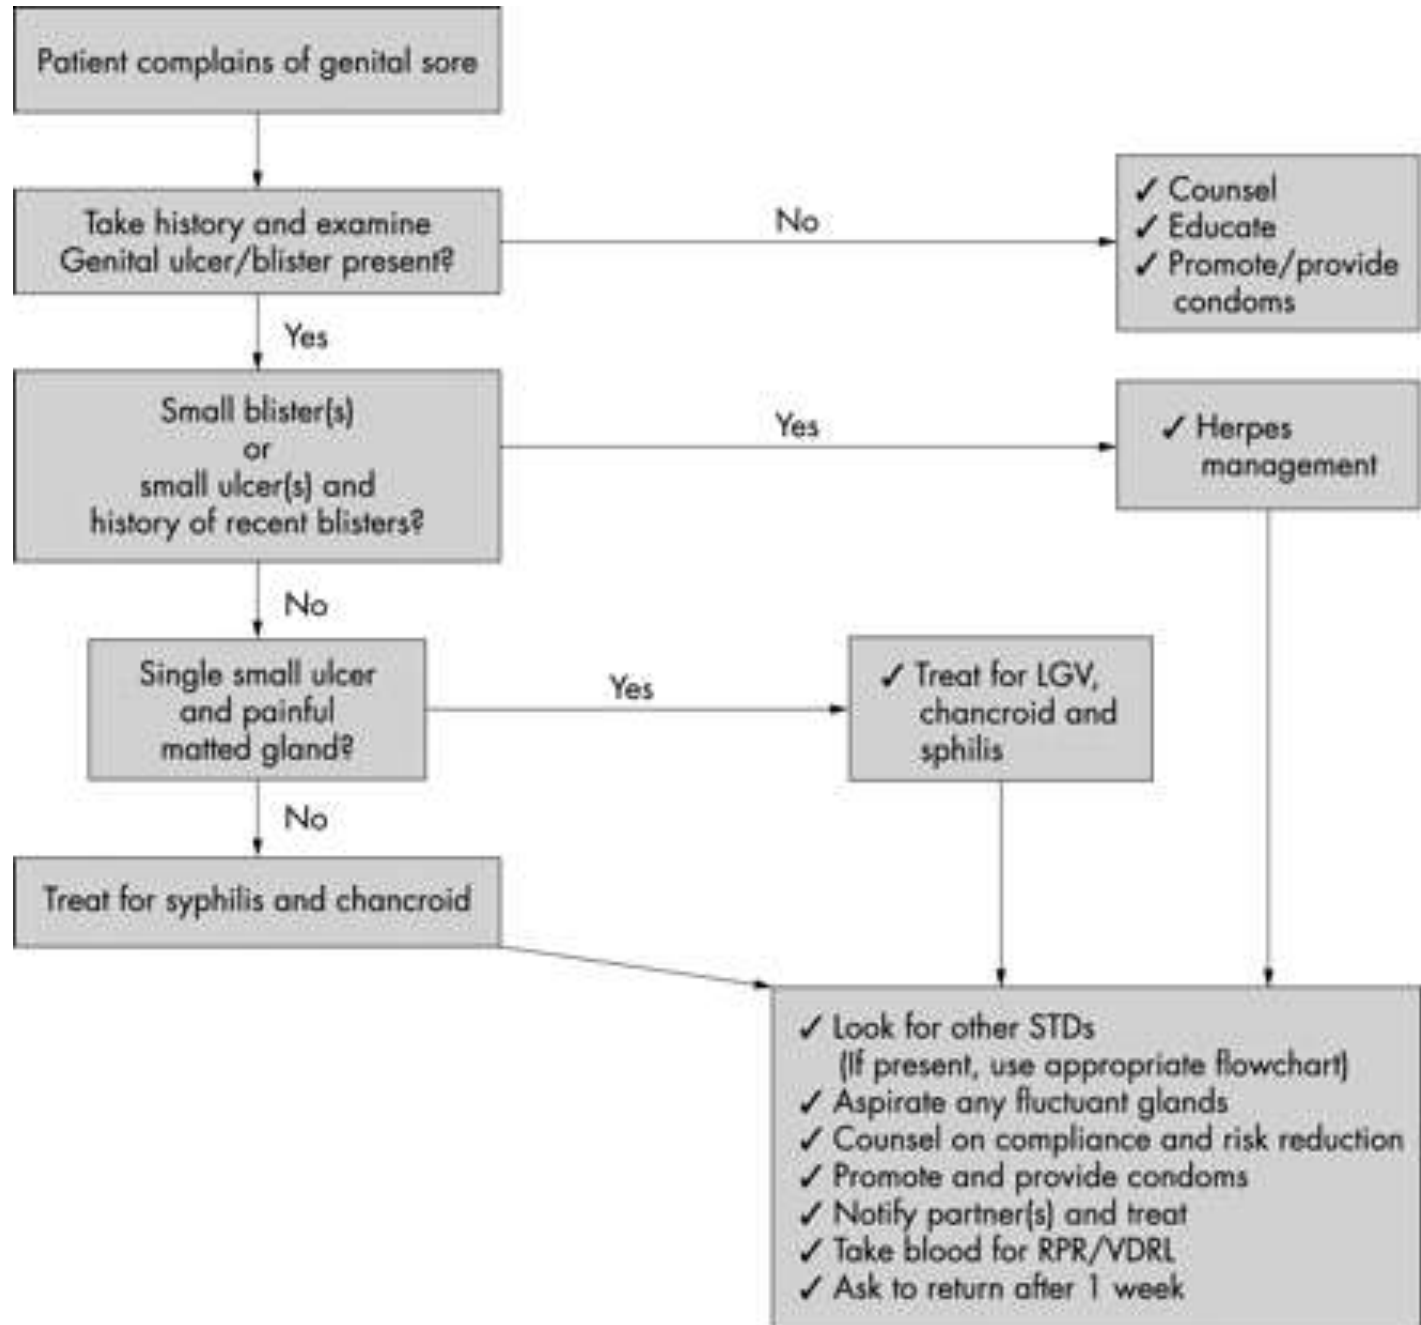 Patient complains of genital sore
Take history and examine
Genital ulcer/blister present?
No
✓ Counsel
✓ Educate
✓ Promote/provide
condoms
Yes
Small blister(s)
or
small ulcer(s) and
history of recent blisters?
Yes
✓ Herpes
management
No
Single small ulcer
and painful
matted gland?
Yes
✓ Treat for LGV,
chancroid and
sphilis
No
Treat for syphilis and chancroid
✓ Look for other STDs
(If present, use appropriate flowchart)
✓ Aspirate any fluctuant glands
✓ Counsel on compliance and risk reduction
✓ Promote and provide condoms
✓ Notify partner(s) and treat
✓ Take blood for RPR/VDRL
✓ Ask to return after 1 week